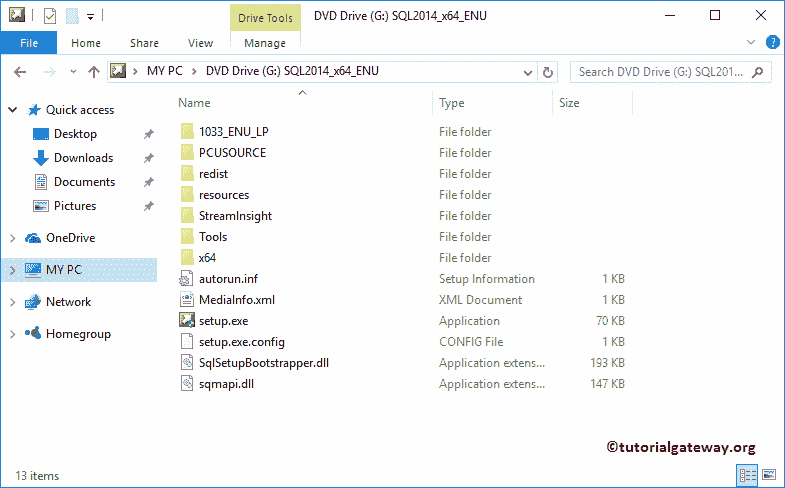 Drive Tools DVD Drive (G:) SQL2014_x64_ENU
File Home Share View Manage
MY PC DVD Drive (G:) SQL2014_x64_ENU Search DVD Drive (G:) SQL201...
Name Type Size
Quick access
Desktop
Downloads
Documents
Pictures
OneDrive
MY PC
Network
Homegroup
1033_ENU_LP File folder
PCUSOURCE File folder
redist File folder
resources File folder
StreamInsight File folder
Tools File folder
x64 File folder
autorun.inf Setup Information 1 KB
MediaInfo.xml XML Document 1 KB
setup.exe Application 70 KB
setup.exe.config CONFIG File 1 KB
SqlSetupBootstrapper.dll Application extens... 193 KB
sqmapi.dll Application extens... 147 KB
©tutorialgateway.org
13 items